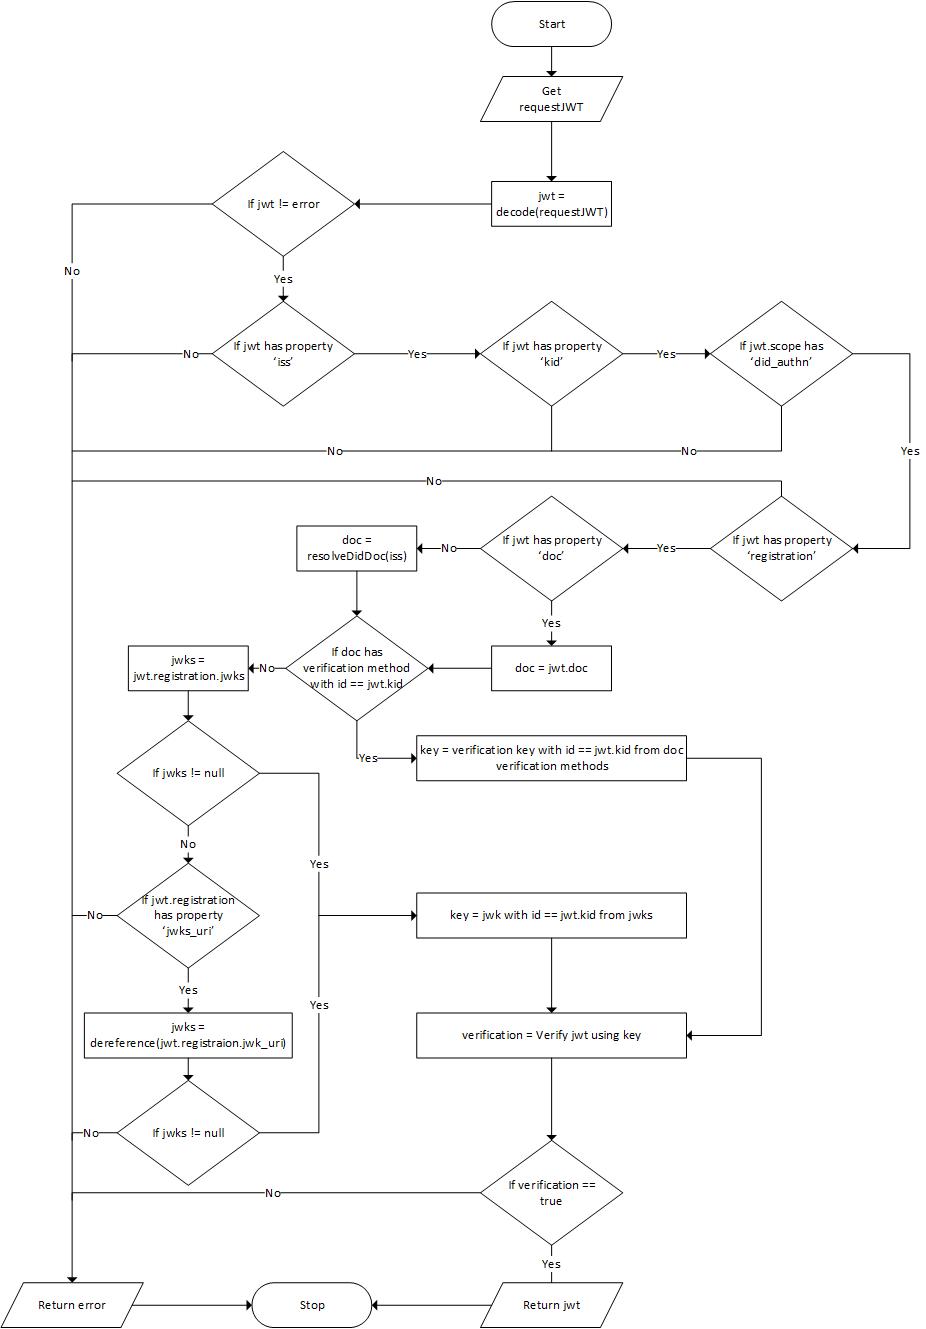 Start
Get
requestJWT
If jwt != error
jwt =
decode(requestJWT)
No
Yes
If jwt has property
‘iss’
No
Yes
If jwt has property
‘kid’
Yes
If jwt.scope has
‘did_authn’
No
No
Yes
No
doc =
resolveDidDoc(iss)
No
If jwt has property
‘doc’
Yes
If jwt has property
‘registration’
Yes
jwks =
jwt.registration.jwks
No
If doc has
verification method
with id == jwt.kid
doc = jwt.doc
Yes
key = verification key with id == jwt.kid from doc
verification methods
If jwks != null
No
Yes
If jwt.registration
has property
‘jwks_uri’
No
key = jwk with id == jwt.kid from jwks
Yes
Yes
jwks =
dereference(jwt.registraion.jwk_uri)
verification = Verify jwt using key
If jwks != null
No
If verification ==
true
No
Yes
Return error
Stop
Return jwt